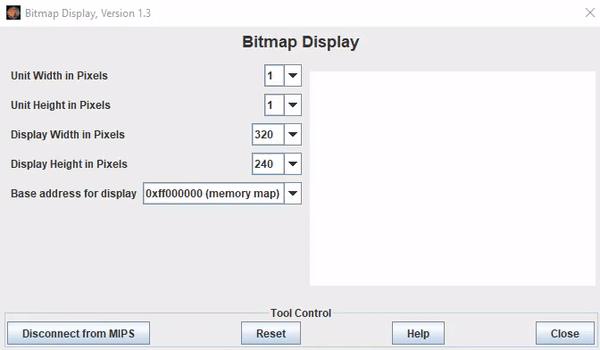 Bitmap Display, Version 1.3
Bitmap Display
Unit Width in Pixels 1
Unit Height in Pixels 1
Display Width in Pixels 320
Display Height in Pixels 240
Base address for display 0xff000000 (memory map)
Tool Control
Disconnect from MIPS Reset Help Close